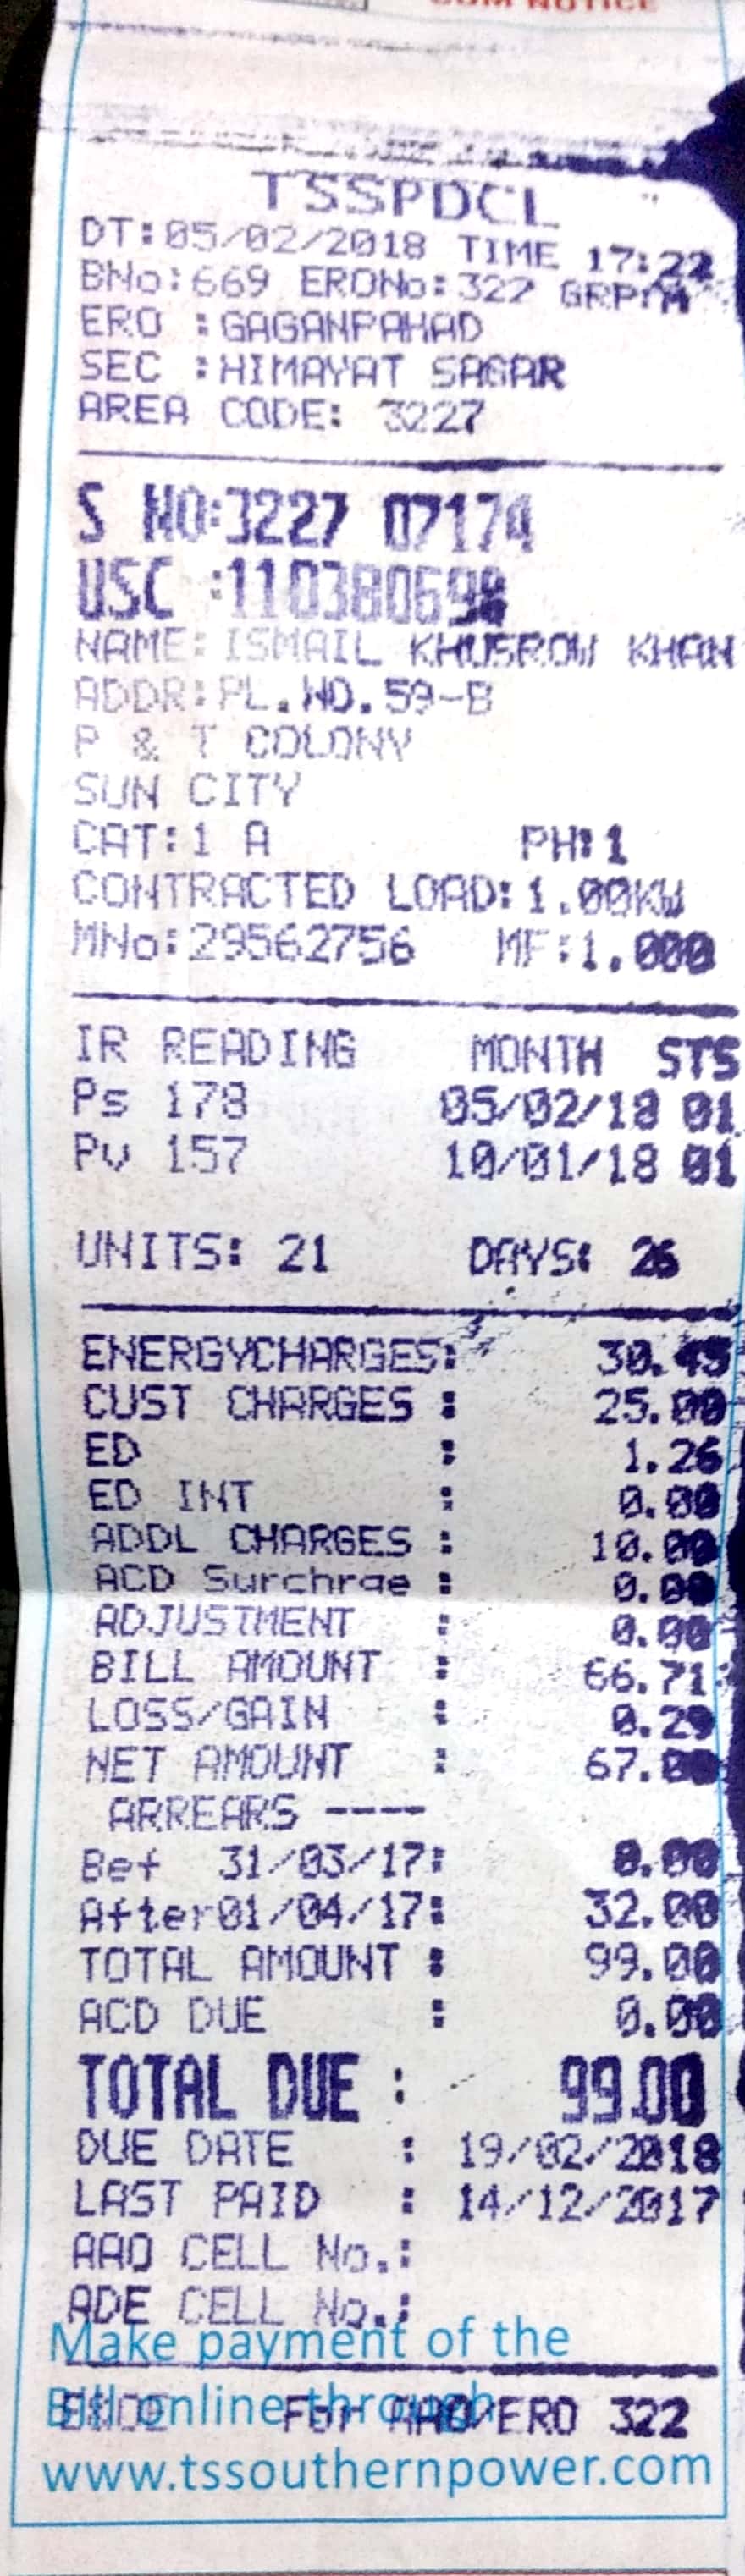 COM NOTICE
TSSPDCL
DT:05/02/2018 TIME 17:22
BNo:669 ERONo:322 GRP:M
ERO :GAGANPAHAD
SEC :HIMAYAT SAGAR
AREA CODE: 3227
S NO:3227 07174
USC :110380698
NAME:ISMAIL KHUSROW KHAN
ADDR:PL.NO.59-B
P & T COLONY
SUN CITY
CAT:1 A PH:1
CONTRACTED LOAD:1.00KW
MNo:29562756 MF:1.000
IR READING MONTH STS
Ps 178 05/02/18 01
Pv 157 10/01/18 01
UNITS: 21 DAYS: 26
ENERGYCHARGES: 30.45
CUST CHARGES : 25.00
ED : 1.26
ED INT : 0.00
ADDL CHARGES : 10.00
ACD Surchrge : 0.00
ADJUSTMENT : 0.00
BILL AMOUNT : 66.71
LOSS/GAIN : 0.29
NET AMOUNT : 67.00
ARREARS ----
Bef 31/03/17: 0.00
After01/04/17: 32.00
TOTAL AMOUNT : 99.00
ACD DUE : 0.00
TOTAL DUE : 99.00
DUE DATE : 19/02/2018
LAST PAID : 14/12/2017
AAO CELL No.:
ADE CELL No.:
Make payment of the
Bill online through
For AAO/ERO 322
www.tssouthernpower.com